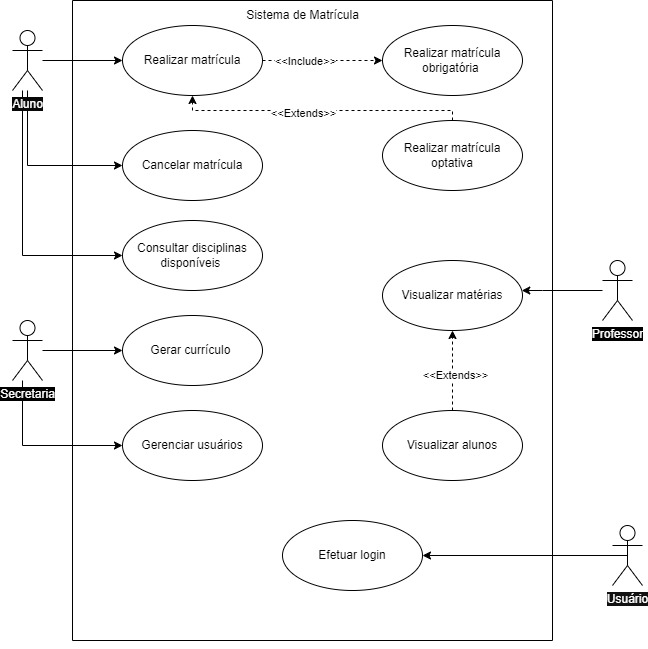 Sistema de Matrícula
Realizar matrícula
<<Include>>
Realizar matrícula
obrigatória
Aluno
<<Extends>>
Realizar matrícula
optativa
Cancelar matrícula
Consultar disciplinas
disponíveis
Visualizar matérias
Professor
Gerar currículo
Secretaria
<<Extends>>
Gerenciar usuários
Visualizar alunos
Efetuar login
Usuário